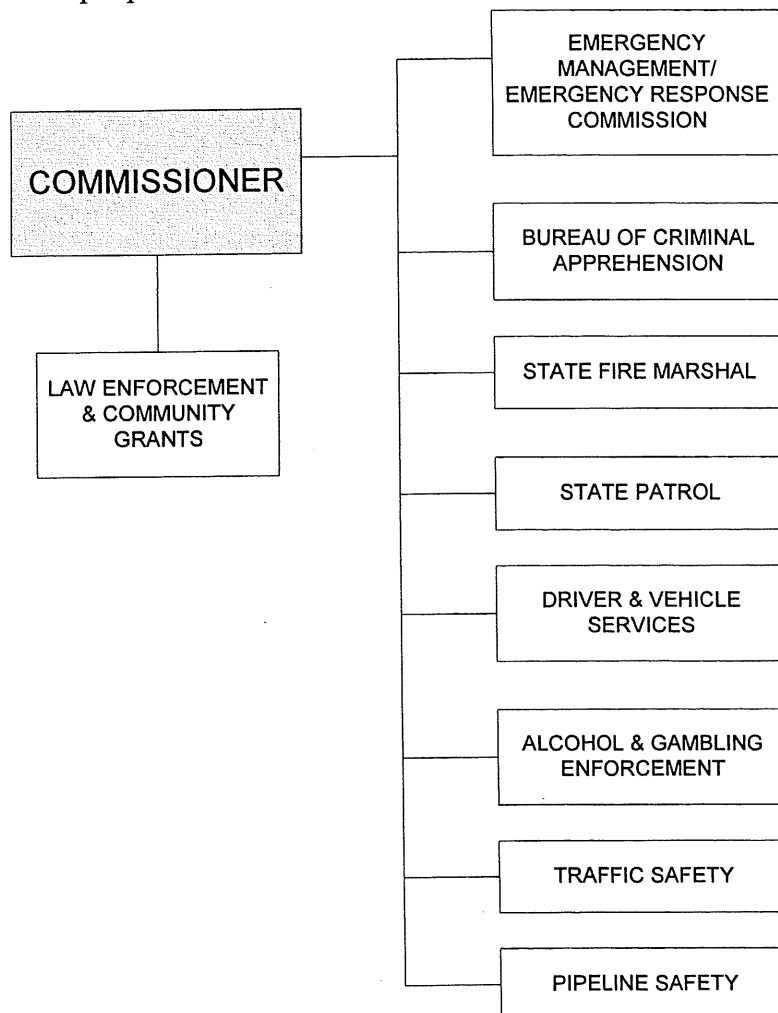 EMERGENCY
MANAGEMENT/
EMERGENCY RESPONSE
COMMISSION
COMMISSIONER
BUREAU OF CRIMINAL
APPREHENSION
LAW ENFORCEMENT
& COMMUNITY
GRANTS
STATE FIRE MARSHAL
STATE PATROL
DRIVER & VEHICLE
SERVICES
ALCOHOL & GAMBLING
ENFORCEMENT
TRAFFIC SAFETY
PIPELINE SAFETY